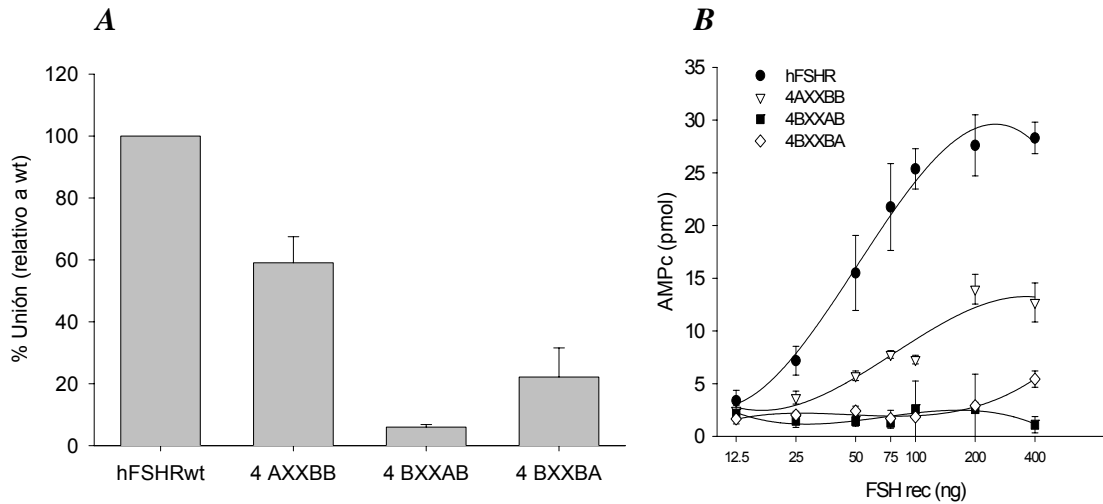 A
% Unión (relativo a wt)
120
100
80
60
40
20
0
hFSHRwt
4 AXXBB
4 BXXAB
4 BXXBA
B
hFSHR
4AXXBB
4BXXAB
4BXXBA
AMPc (pmol)
35
30
25
20
15
10
5
0
12.5
25
50
75
100
200
400
FSH rec (ng)